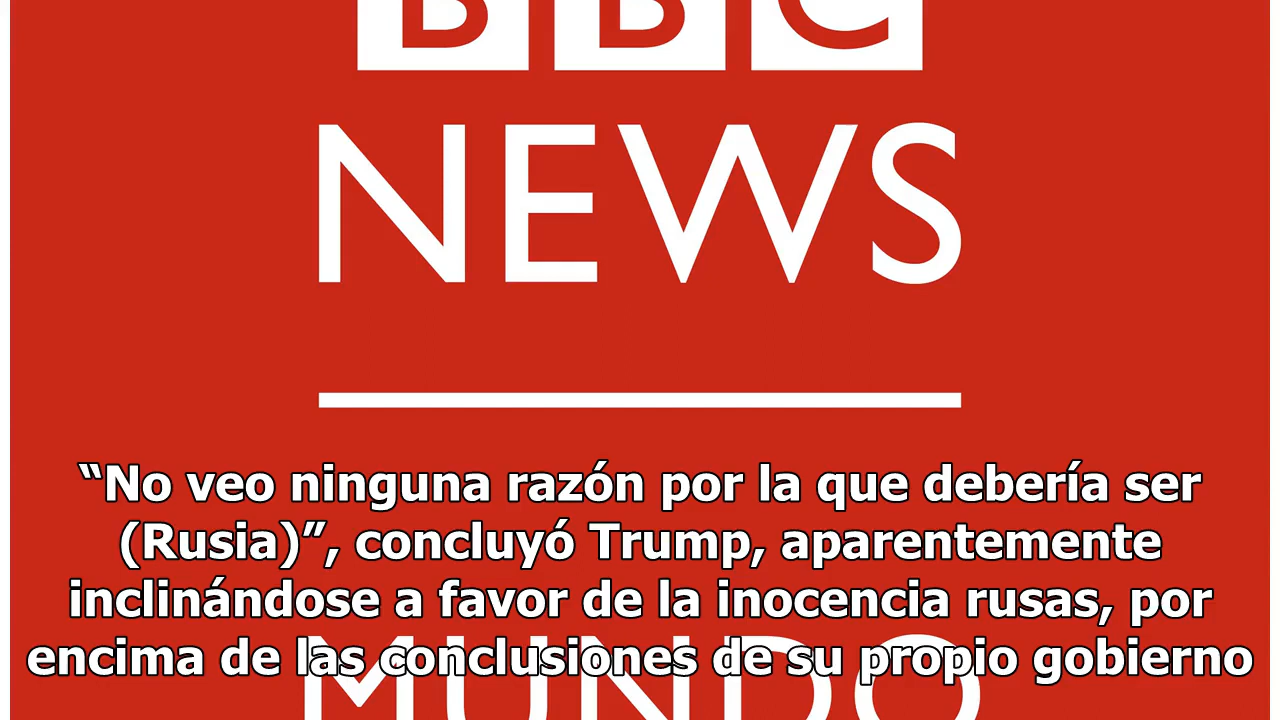 BBC
NEWS
“No veo ninguna razón por la que debería ser
(Rusia)”, concluyó Trump, aparentemente
inclinándose a favor de la inocencia rusas, por
encima de las conclusiones de su propio gobierno
MUNDO